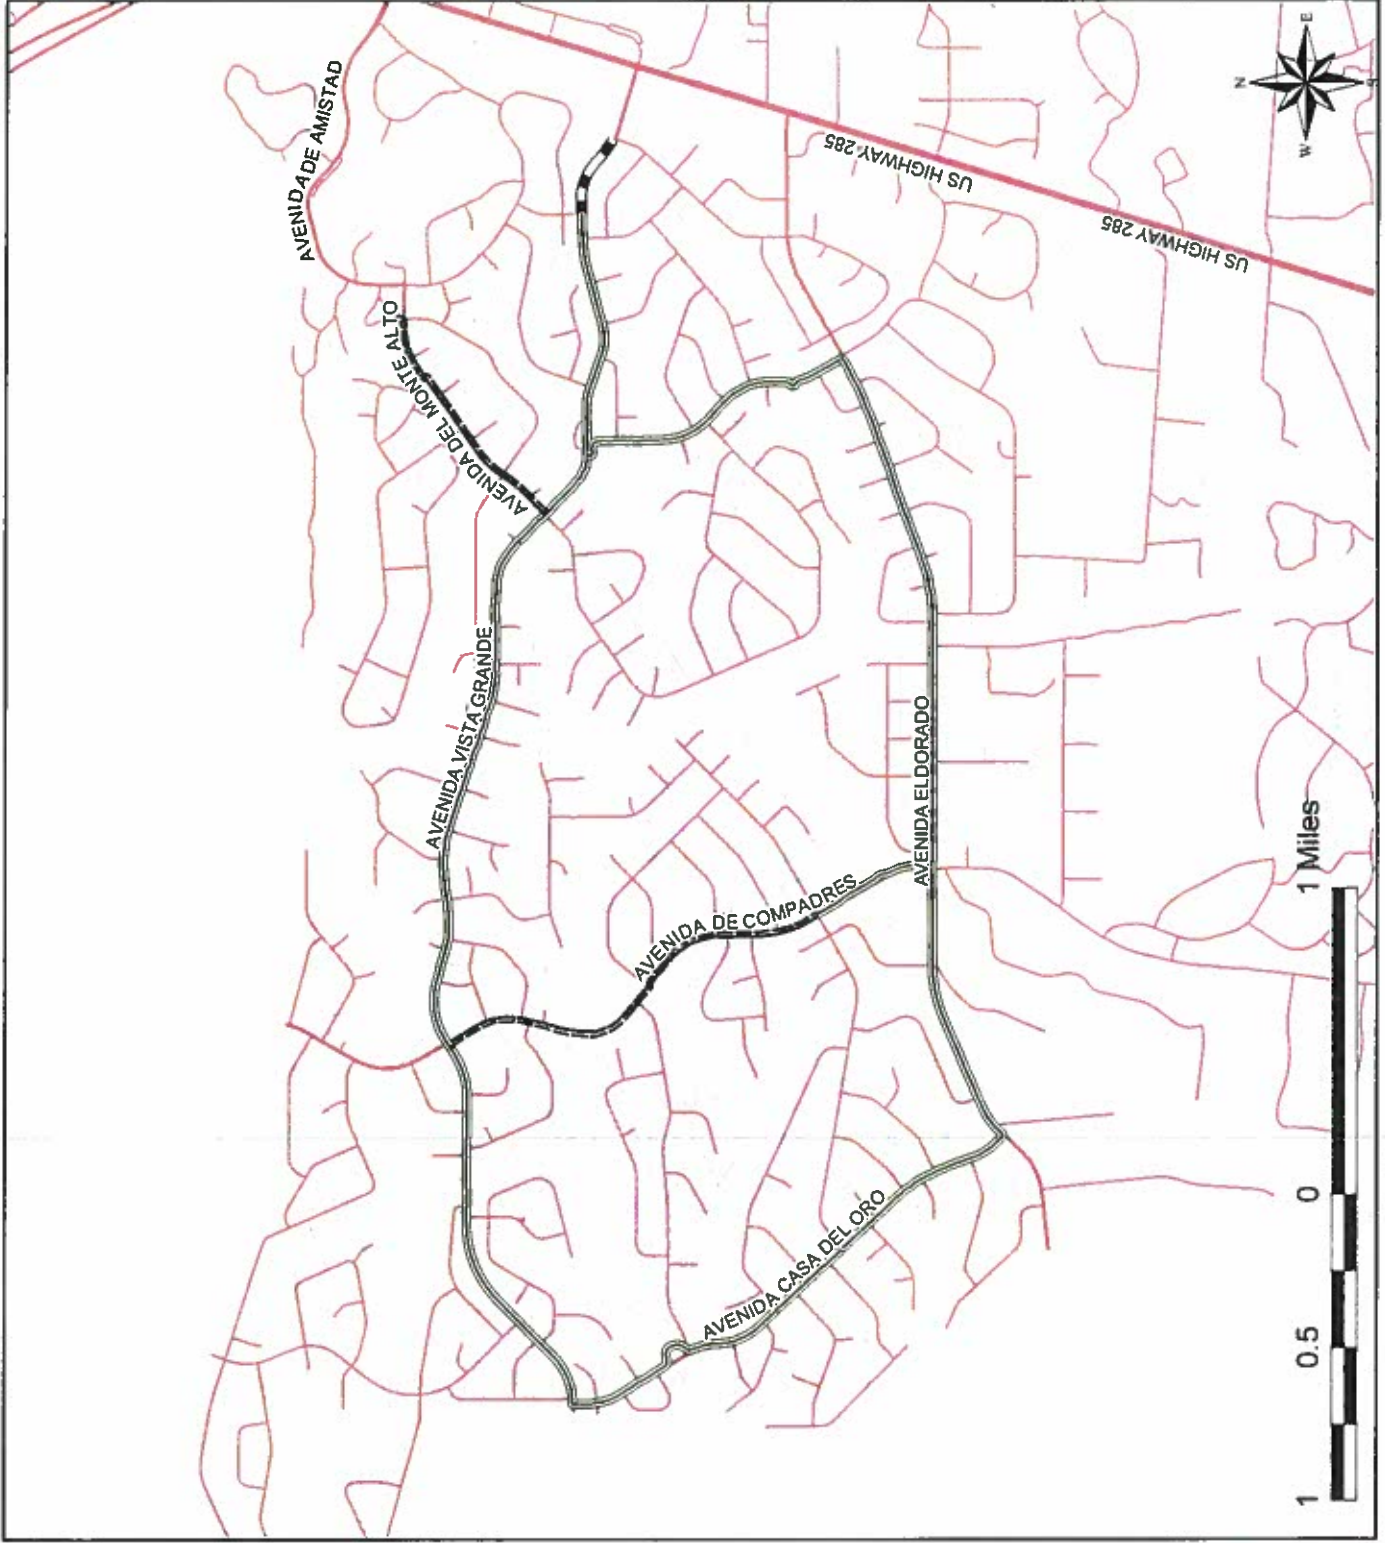 AVENIDA DE AMISTAD
AVENIDA DEL MONTE ALTO
AVENIDA VISTA GRANDE
AVENIDA DE COMPADRES
AVENIDA ELDORADO
AVENIDA CASA DEL ORO
US HIGHWAY 285
US HIGHWAY 285
N
E
W
1 0.5 0 1 Miles